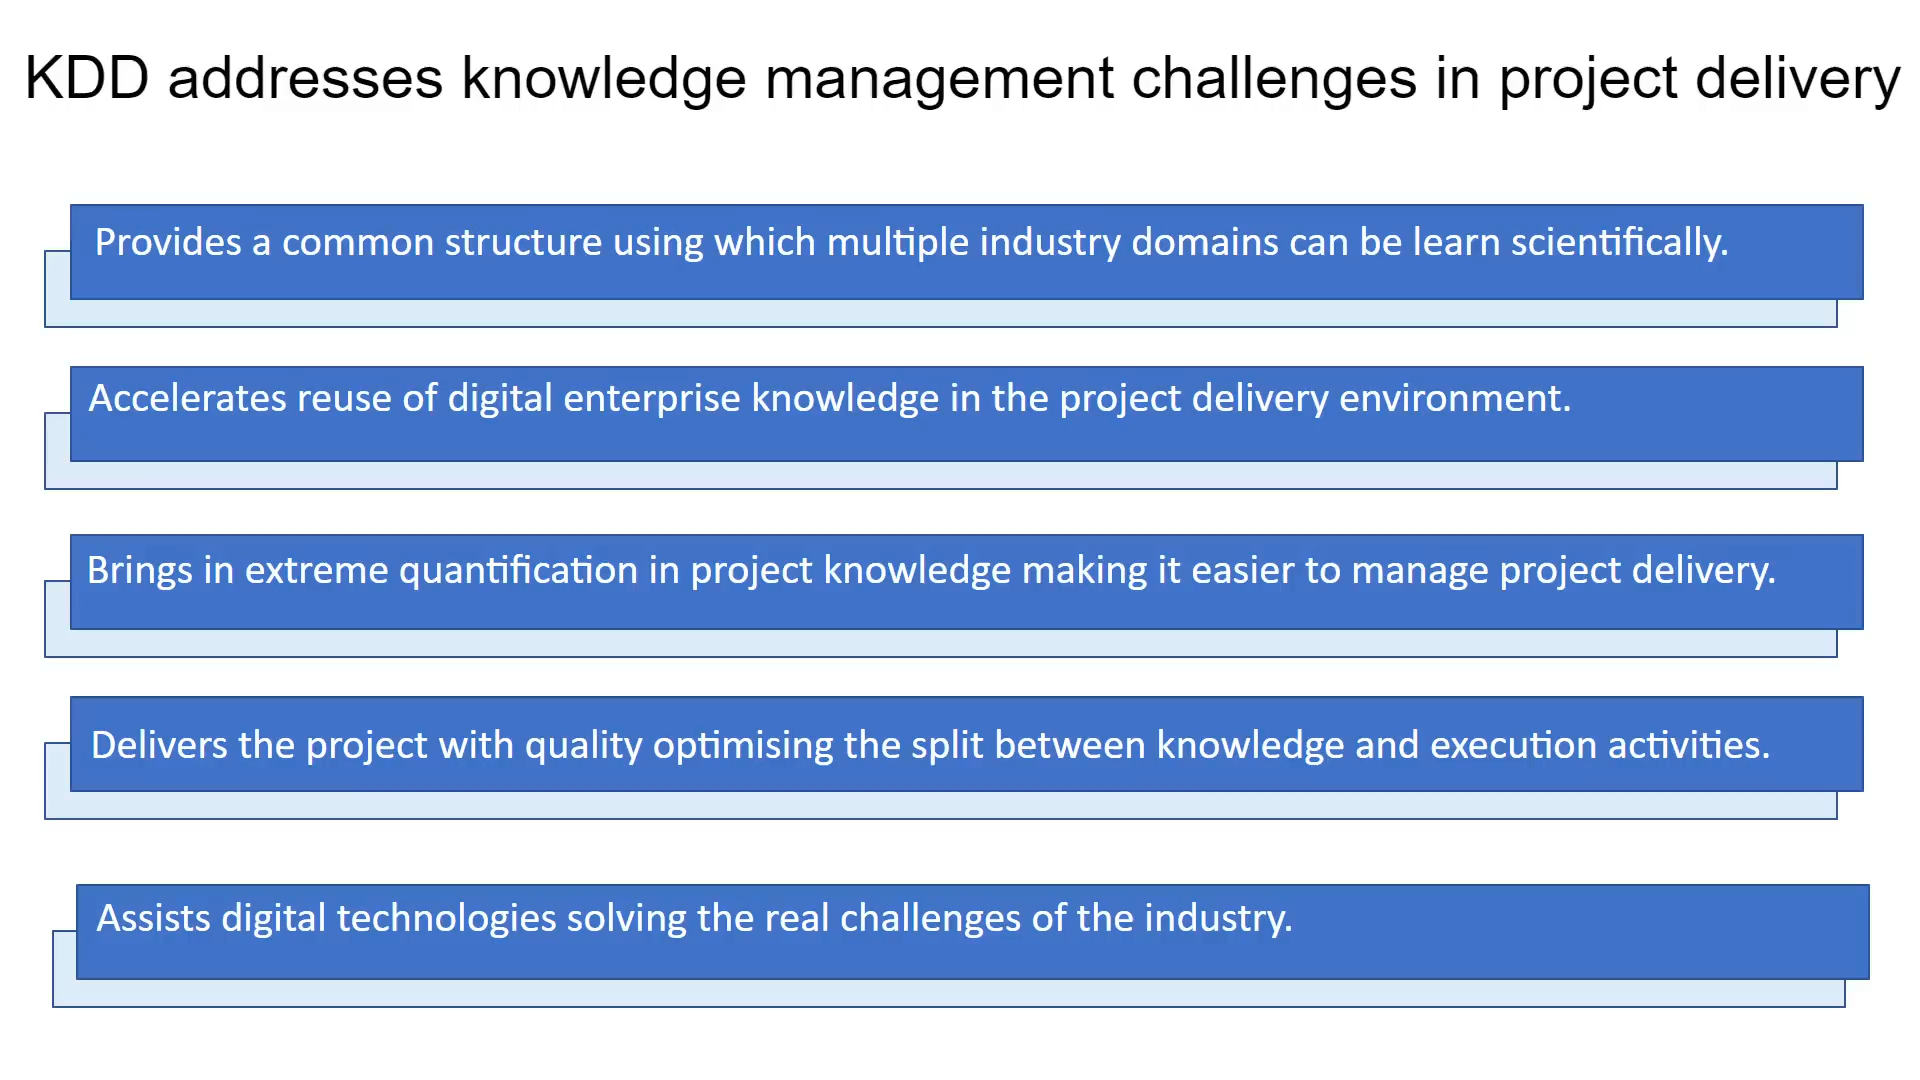 KDD addresses knowledge management challenges in project delivery
Provides a common structure using which multiple industry domains can be learn scientifically.
Accelerates reuse of digital enterprise knowledge in the project delivery environment.
Brings in extreme quantification in project knowledge making it easier to manage project delivery.
Delivers the project with quality optimising the split between knowledge and execution activities.
Assists digital technologies solving the real challenges of the industry.